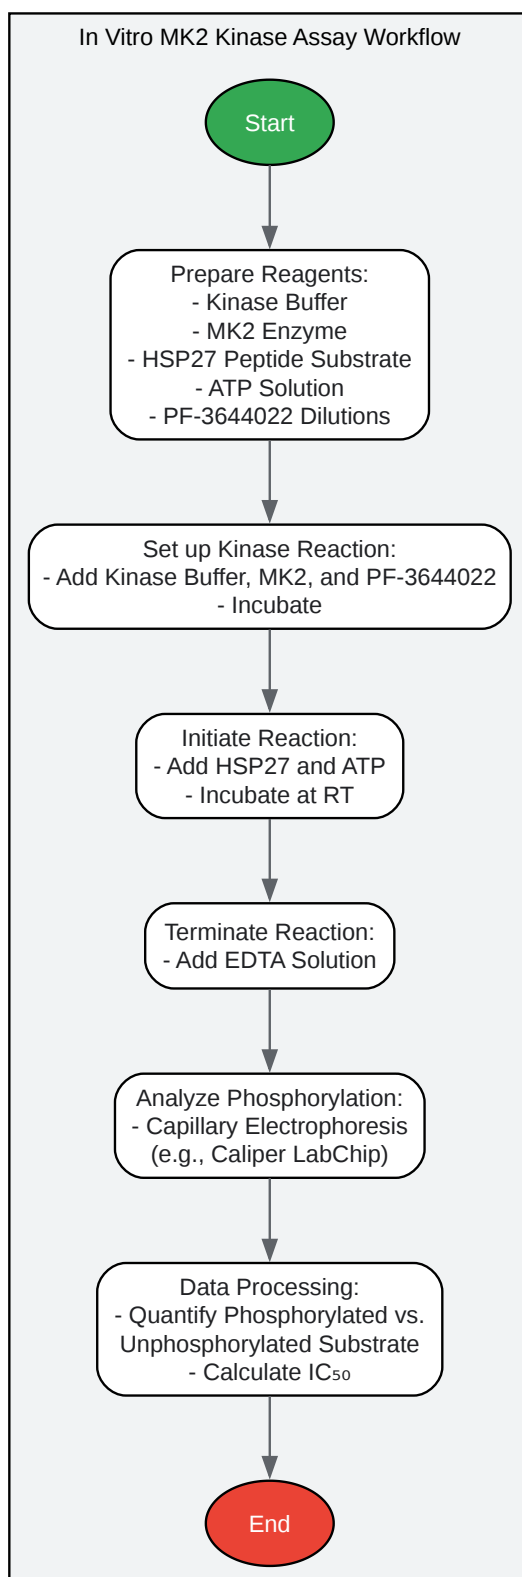 In Vitro MK2 Kinase Assay Workflow
Start
Prepare Reagents:
- Kinase Buffer
- MK2 Enzyme
- HSP27 Peptide Substrate
- ATP Solution
- PF-3644022 Dilutions
Set up Kinase Reaction:
- Add Kinase Buffer, MK2, and PF-3644022
- Incubate
Initiate Reaction:
- Add HSP27 and ATP
- Incubate at RT
Terminate Reaction:
- Add EDTA Solution
Analyze Phosphorylation:
- Capillary Electrophoresis
(e.g., Caliper LabChip)
Data Processing:
- Quantify Phosphorylated vs.
Unphosphorylated Substrate
- Calculate IC₅₀
End